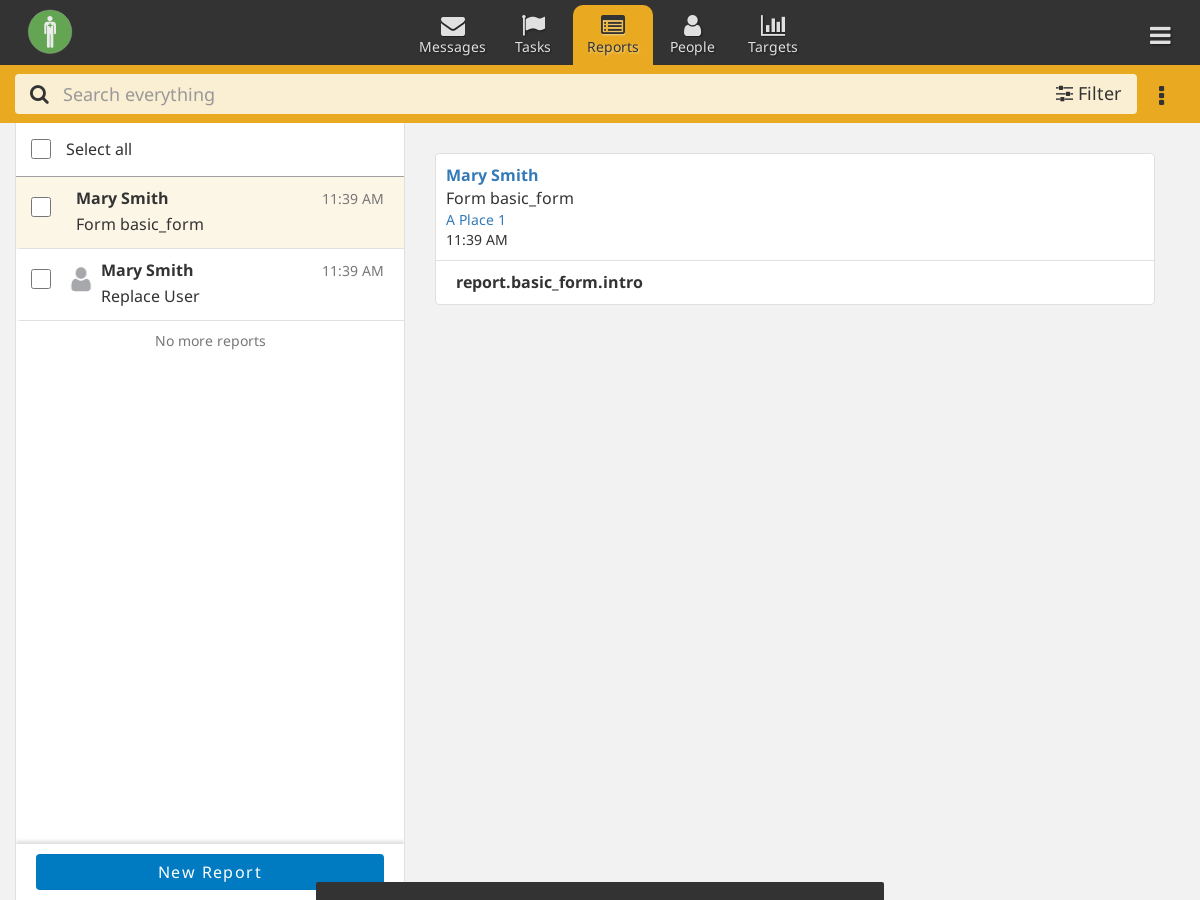 Messages
Tasks
Reports
People
Targets
Search everything
Filter
Select all
Mary Smith 11:39 AM
Form basic_form
Mary Smith 11:39 AM
Replace User
No more reports
New Report
Mary Smith
Form basic_form
A Place 1
11:39 AM
report.basic_form.intro